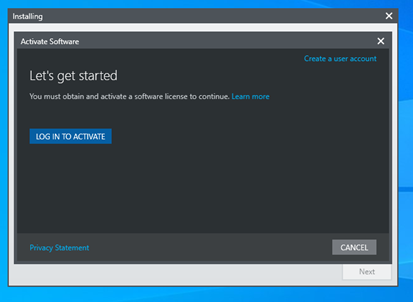 Installing
Activate Software
Create a user account
Let's get started
You must obtain and activate a software license to continue. Learn more
LOG IN TO ACTIVATE
Privacy Statement
CANCEL
Next